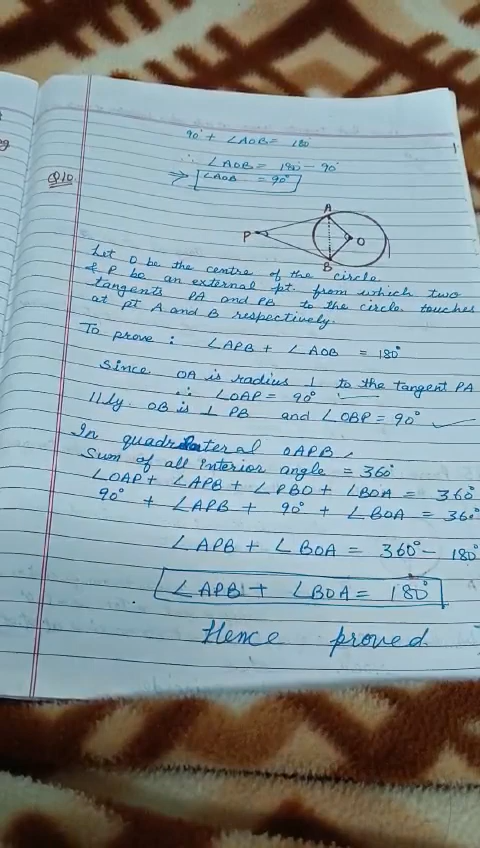 90° + ∠AOB = 180°
∴ ∠AOB = 180 - 90°
⇒ ∠AOB = 90°
Q10
A
P
O
B
Let O be the centre of the circle
& P be an external pt. from which two
tangents PA and PB to the circle touches
at pt A and B respectively.
To prove : ∠APB + ∠AOB = 180°
Since OA is radius ⊥ to the tangent PA
∴ ∠OAP = 90°
llly. OB is ⊥ PB and ∠OBP = 90°
In quadrilateral OAPB,
Sum of all interior angle = 360°
∠OAP + ∠APB + ∠PBO + ∠BOA = 360°
90° + ∠APB + 90° + ∠BOA = 360°
∠APB + ∠BOA = 360° - 180°
∠APB + ∠BOA = 180°
Hence proved